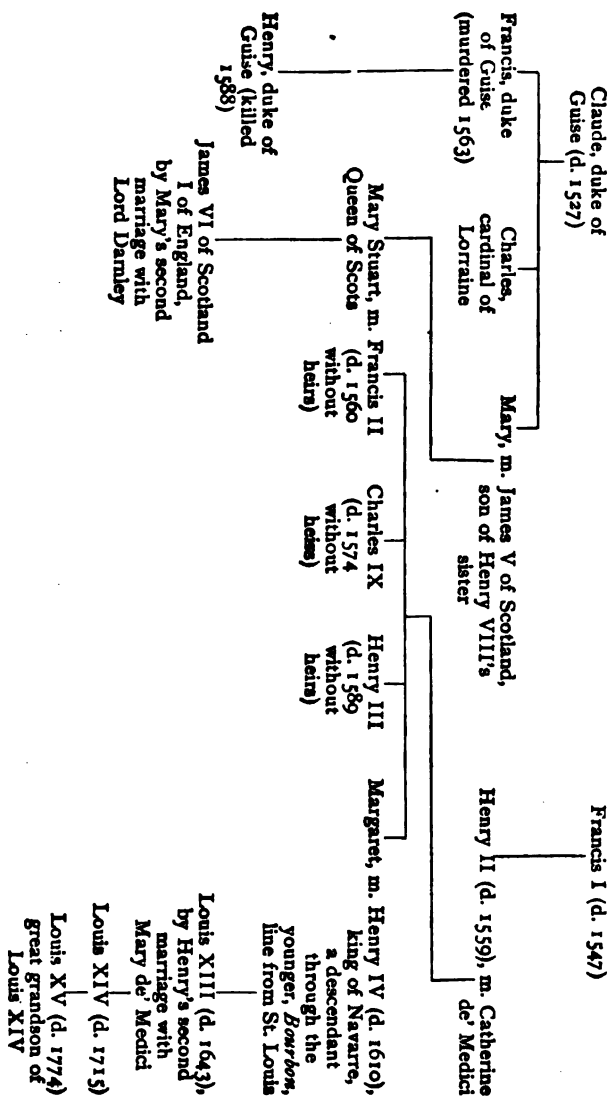 Claude, duke of
Guise (d. 1527)
Francis I (d. 1547)
Francis, duke
of Guise
(murdered 1563)
Charles,
cardinal of
Lorraine
Mary, m. James V of Scotland,
son of Henry VIII's
sister
Henry II (d. 1559), m. Catherine
de' Medici
Henry, duke of
Guise (killed
1588)
Mary Stuart, m. Francis II
Queen of Scots (d. 1560
without
heirs)
Charles IX
(d. 1574
without
heirs)
Henry III
(d. 1589
without
heirs)
Margaret, m. Henry IV (d. 1610),
king of Navarre,
a descendant
through the
younger, Bourbon,
line from St. Louis
James VI of Scotland
I of England,
by Mary's second
marriage with
Lord Darnley
Louis XIII (d. 1643),
by Henry's second
marriage with
Mary de' Medici
Louis XIV (d. 1715)
Louis XV (d. 1774)
great grandson of
Louis XIV